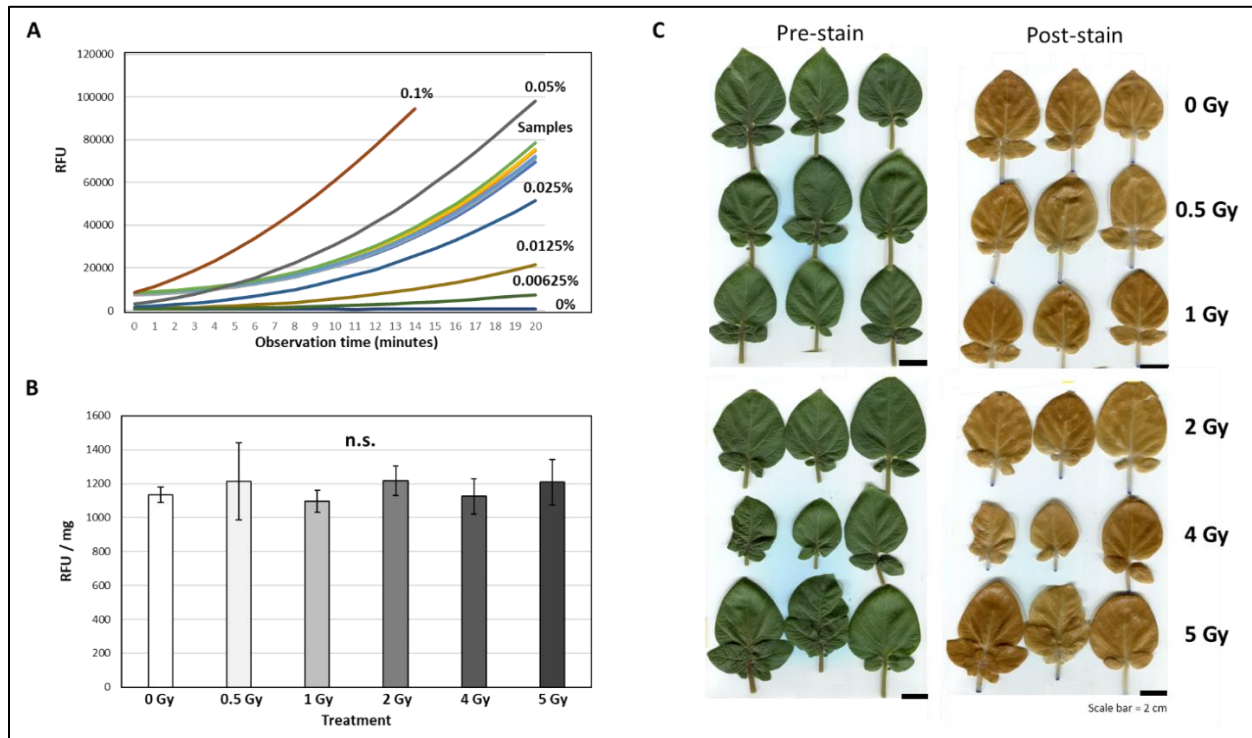 A
120000
100000
80000
60000
40000
20000
0
RFU
0.1%
0.05%
Samples
0.025%
0.0125%
0.00625%
0%
0 1 2 3 4 5 6 7 8 9 10 11 12 13 14 15 16 17 18 19 20
Observation time (minutes)
B
1600
1400
1200
1000
800
600
400
200
0
RFU / mg
n.s.
0 Gy 0.5 Gy 1 Gy 2 Gy 4 Gy 5 Gy
Treatment
C
Pre-stain Post-stain
0 Gy
0.5 Gy
1 Gy
2 Gy
4 Gy
5 Gy
Scale bar = 2 cm